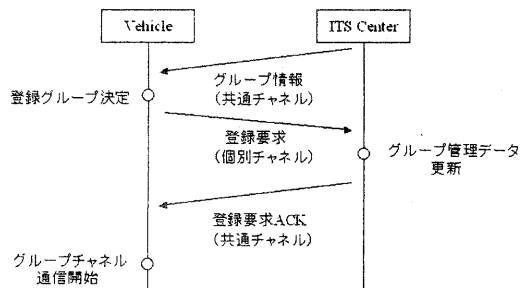 Vehicle
ITS Center
グループ情報
(共通チャネル)
登録グループ決定
登録要求
(個別チャネル)
グループ管理データ
更新
登録要求ACK
(共通チャネル)
グループチャネル
通信開始